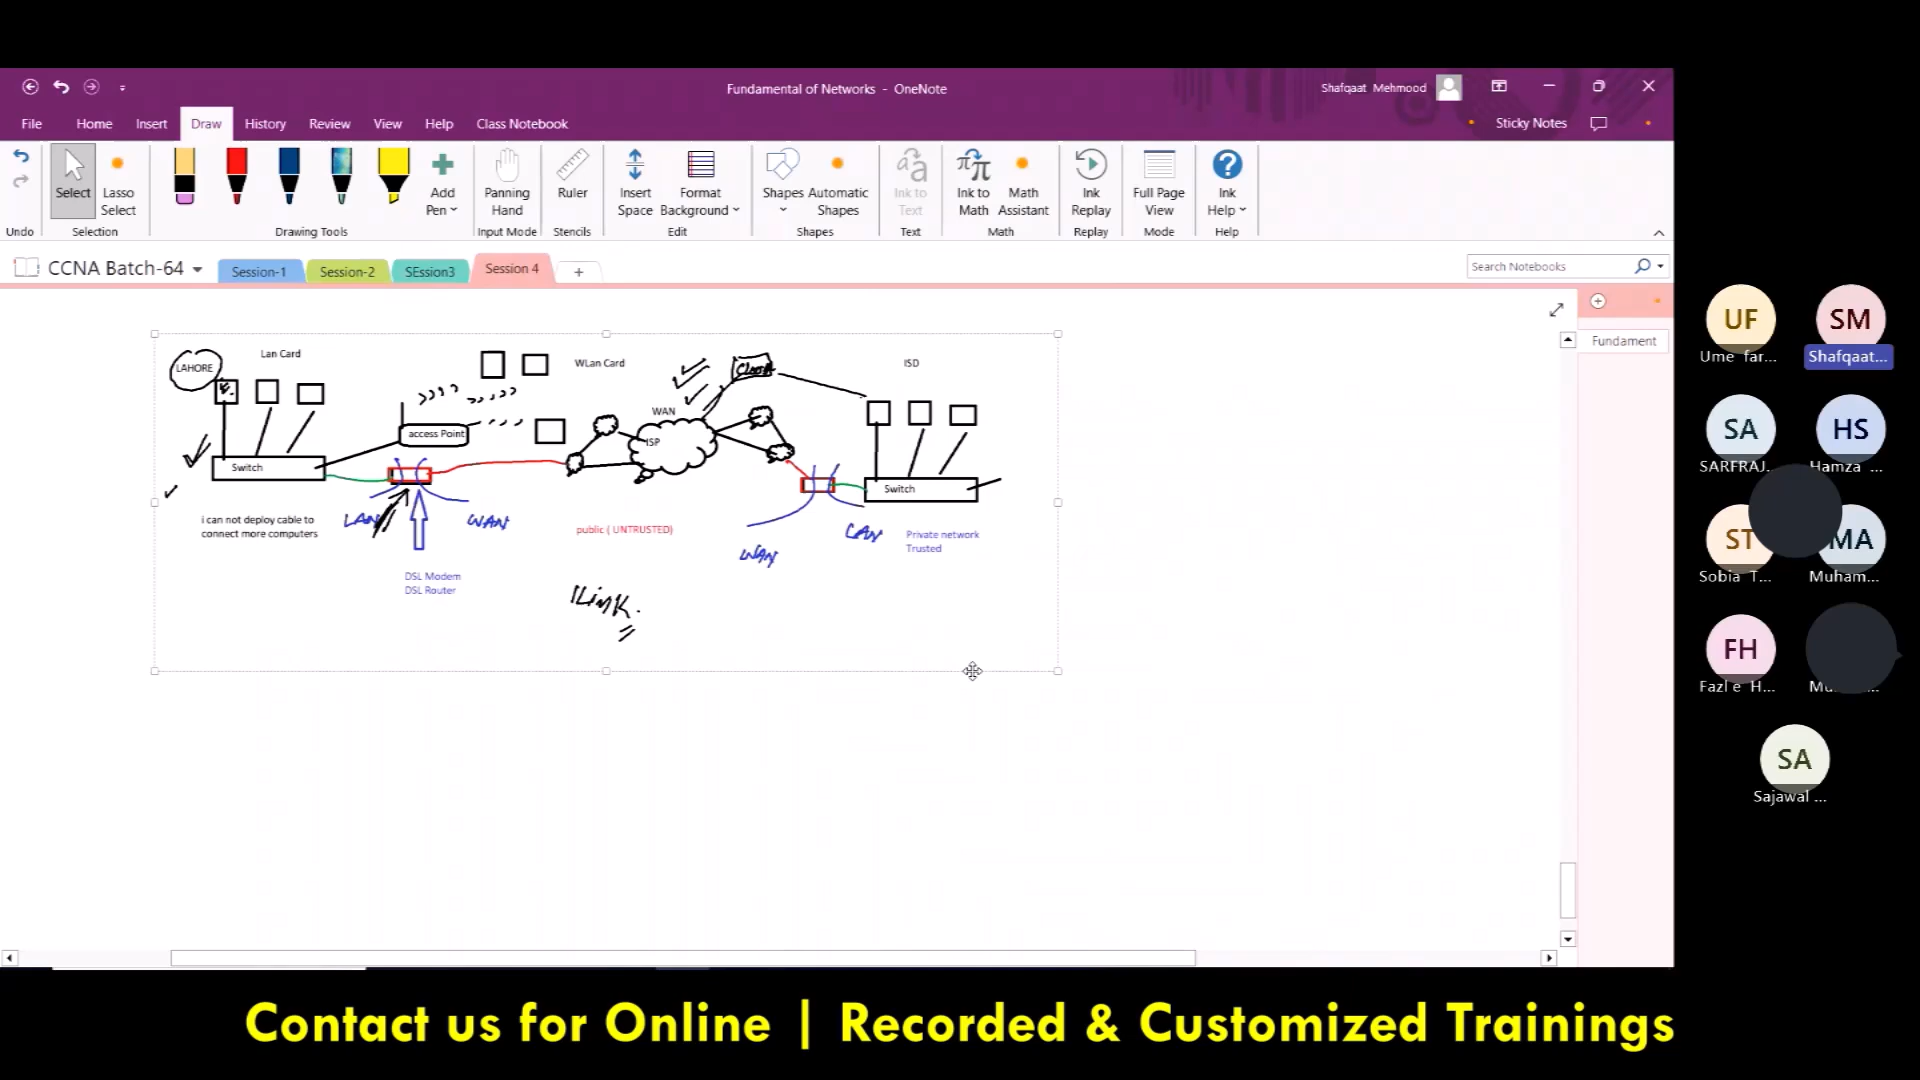 Fundamental of Networks - OneNote
Shafqaat Mehmood
File Home Insert Draw History Review View Help Class Notebook
Sticky Notes
Select
Lasso
Select
Add
Pen
Panning
Hand
Ruler
Insert
Space
Format
Background
Shapes
Automatic
Shapes
Ink to
Text
Ink to
Math
Math
Assistant
Ink
Replay
Full Page
View
Ink
Help
Undo
Selection
Drawing Tools
Input Mode
Stencils
Edit
Shapes
Text
Math
Replay
Mode
Help
CCNA Batch-64
Session-1
Session-2
SEssion3
Session 4
Search Notebooks
Fundament
LAHORE
Lan Card
WLan Card
ISD
WAN
access Point
ISP
Switch
Switch
i can not deploy cable to
connect more computers
LAN
WAN
public ( UNTRUSTED)
WAN
LAN
Private network
Trusted
DSL Modem
DSL Router
UF
Ume far...
SM
Shafqaat...
SA
SARFRAJ...
HS
Hamza ...
ST
Sobia T...
MA
Muham...
FH
Fazl e H...
SA
Sajawal ...
Contact us for Online | Recorded & Customized Trainings